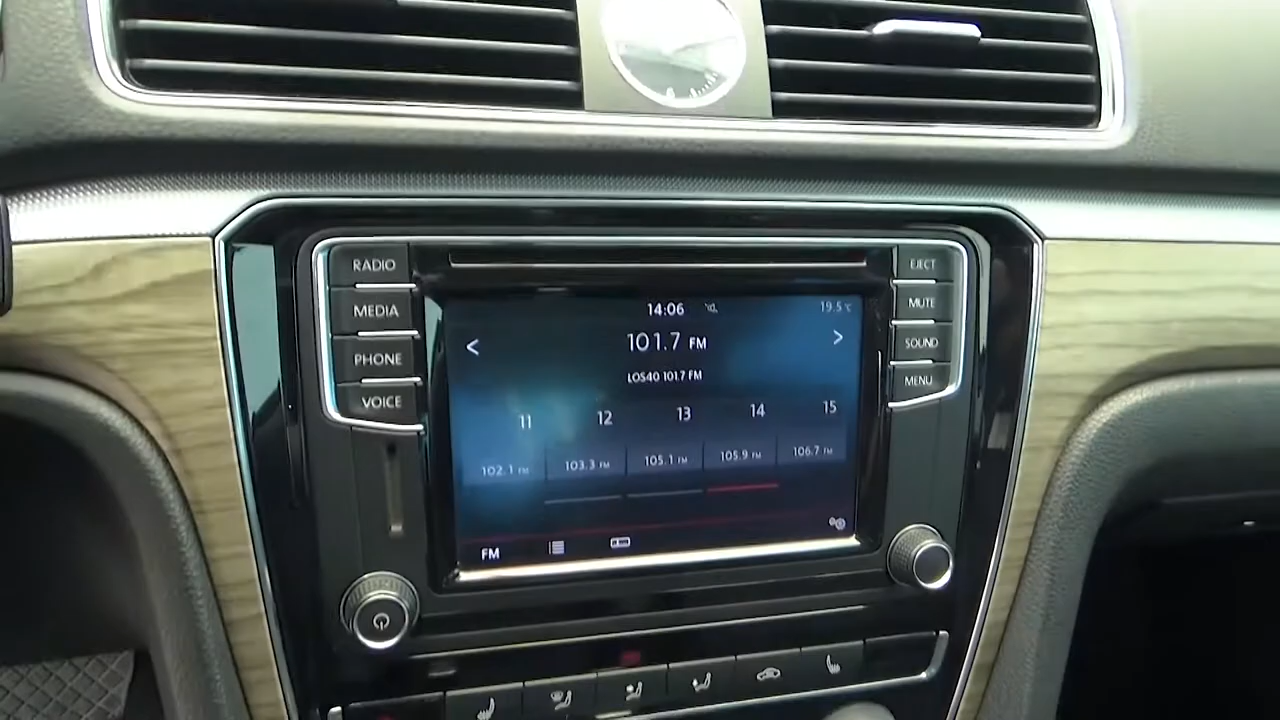 RADIO
MEDIA
PHONE
VOICE
EJECT
MUTE
SOUND
MENU
14:06
19.5 °C
< 101.7 FM >
LOS40 101.7 FM
11 12 13 14 15
102.1 FM 103.3 FM 105.1 FM 105.9 FM 106.7 FM
FM